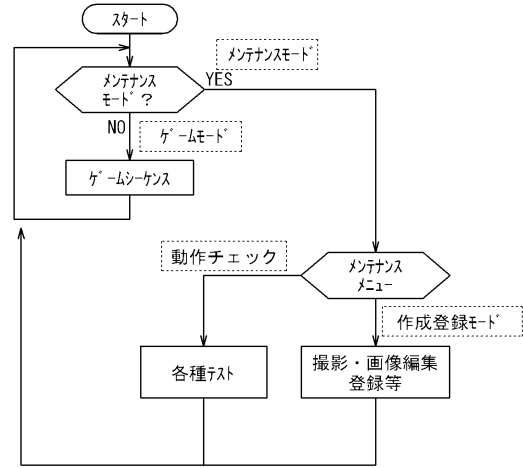 スタート
メンテナンスモード
メンテナンス
モード?
YES
NO
ゲームモード
ゲームシーケンス
動作チェック
メンテナンス
メニュー
作成登録モード
各種テスト
撮影・画像編集
登録等